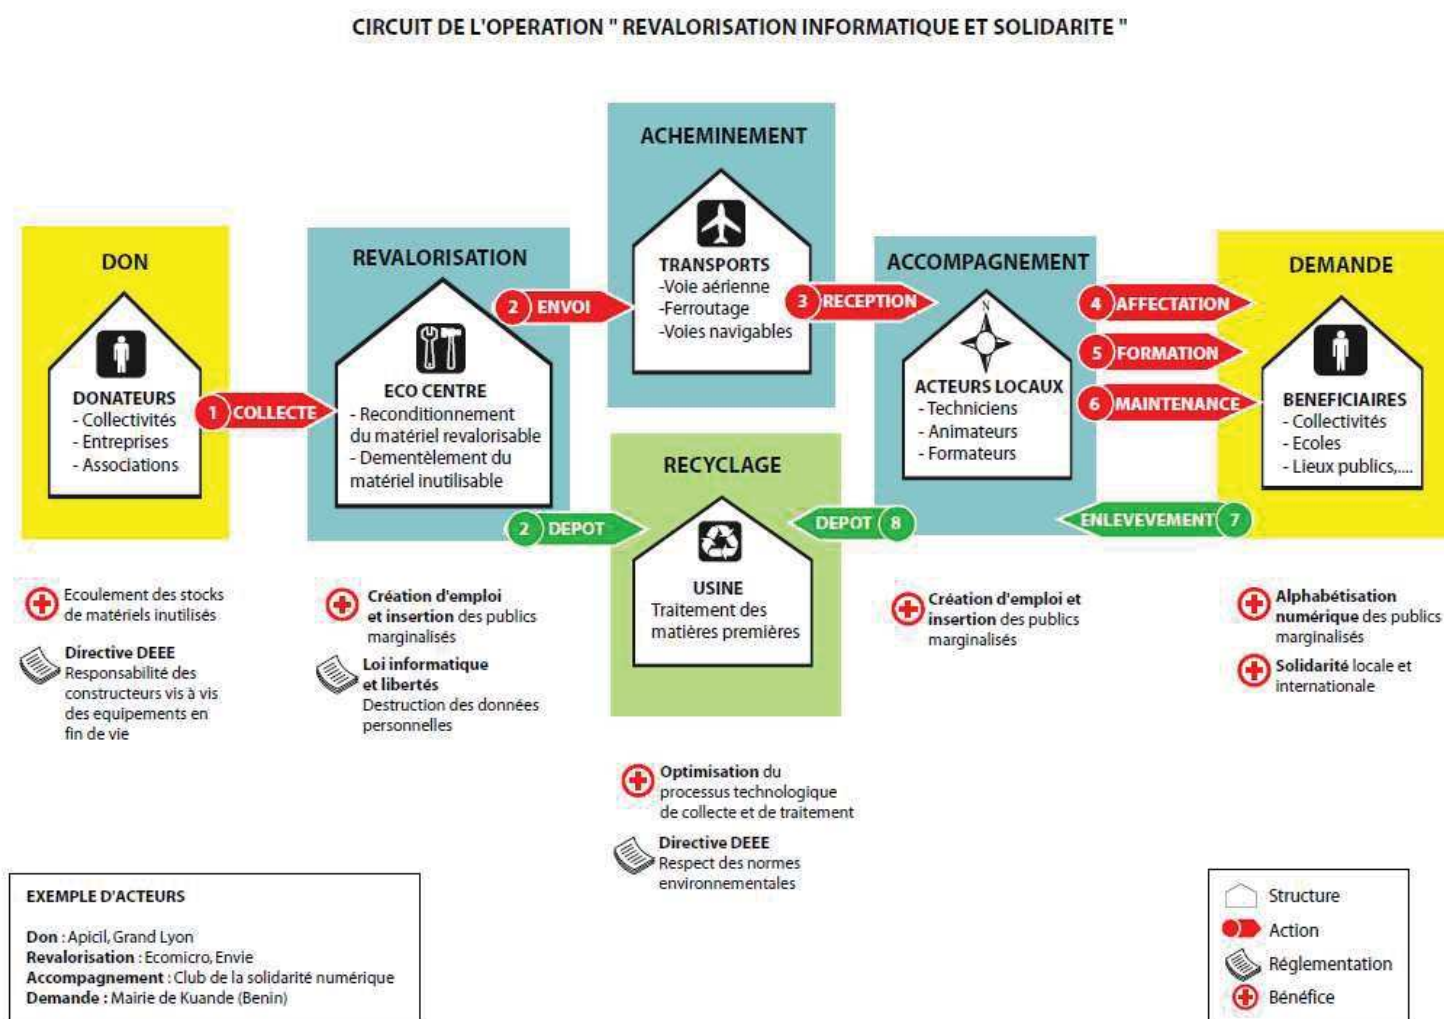 CIRCUIT DE L'OPERATION " REVALORISATION INFORMATIQUE ET SOLIDARITE "
DON
DONATEURS
- Collectivités
- Entreprises
- Associations
1 COLLECTE
REVALORISATION
ECO CENTRE
- Reconditionnement
du matériel revalorisable
- Dementèlement du
matériel inutilisable
2 ENVOI
2 DEPOT
ACHEMINEMENT
TRANSPORTS
-Voie aérienne
-Ferroutage
-Voies navigables
3 RECEPTION
RECYCLAGE
USINE
Traitement des
matières premières
ACCOMPAGNEMENT
N
ACTEURS LOCAUX
- Techniciens
- Animateurs
- Formateurs
DEPOT 8
4 AFFECTATION
5 FORMATION
6 MAINTENANCE
ENLEVEVEMENT 7
DEMANDE
BENEFICIAIRES
- Collectivités
- Ecoles
- Lieux publics,....
Ecoulement des stocks
de matériels inutilisés
Directive DEEE
Responsabilité des
constructeurs vis à vis
des equipements en
fin de vie
Création d'emploi
et insertion des publics
marginalisés
Loi informatique
et libertés
Destruction des données
personnelles
Optimisation du
processus technologique
de collecte et de traitement
Directive DEEE
Respect des normes
environnementales
Création d'emploi et
insertion des publics
marginalisés
Alphabétisation
numérique des publics
marginalisés
Solidarité locale et
internationale
EXEMPLE D'ACTEURS
Don : Apicil, Grand Lyon
Revalorisation : Ecomicro, Envie
Accompagnement : Club de la solidarité numérique
Demande : Mairie de Kuande (Benin)
Structure
Action
Réglementation
Bénéfice